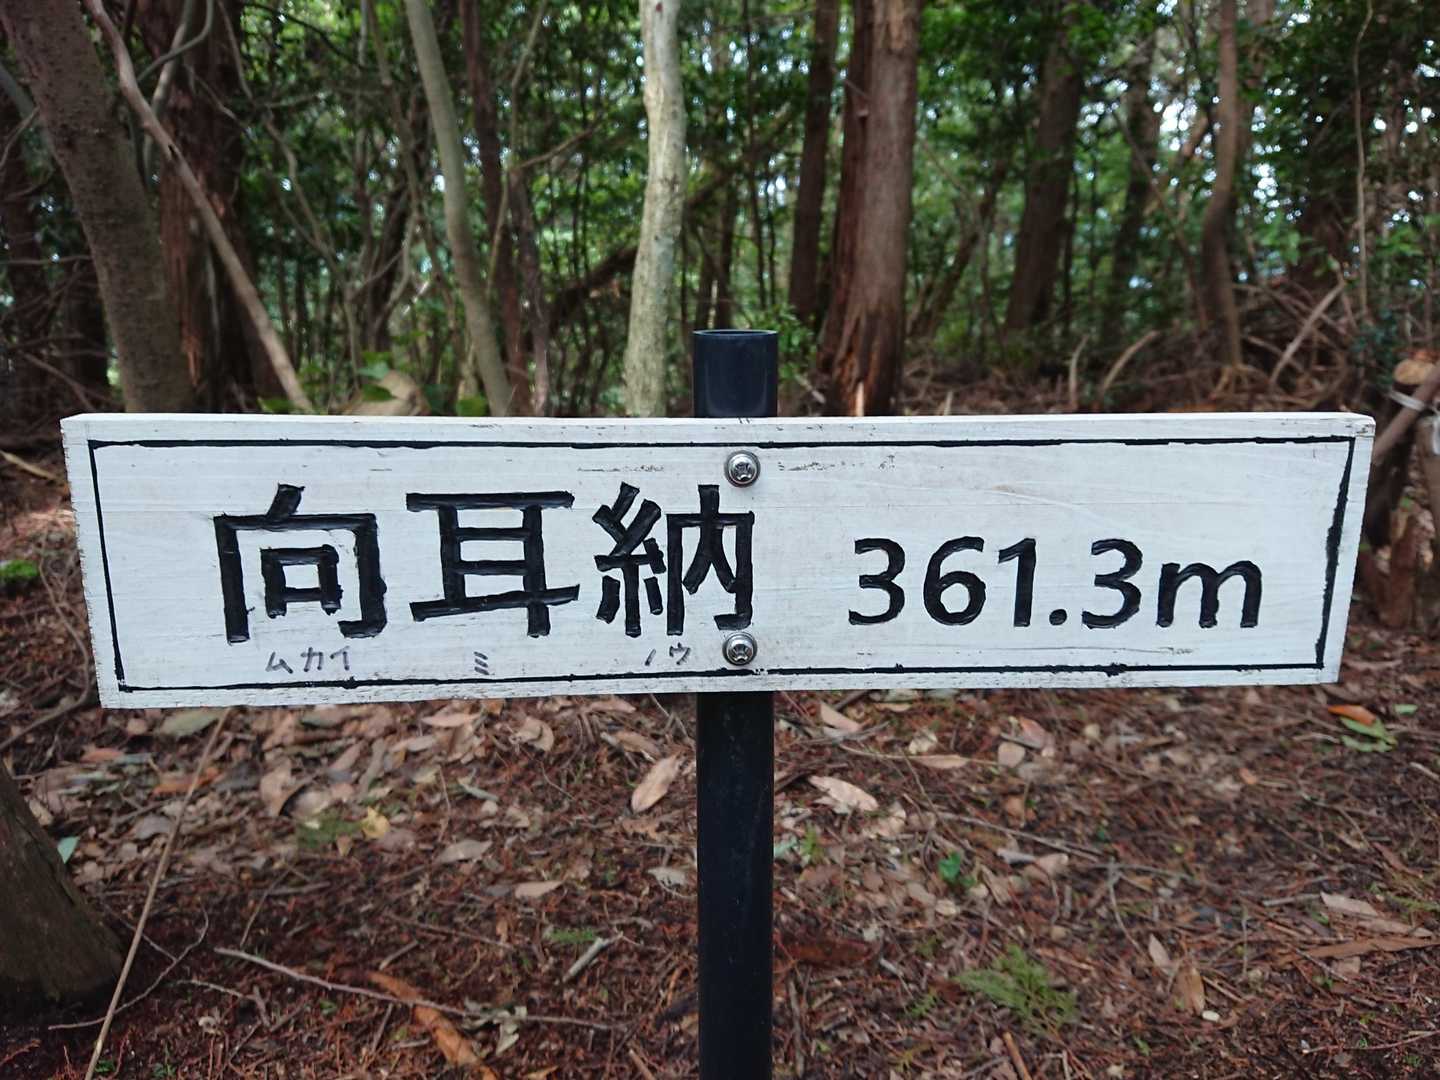 向耳納 361.3m
ムカイ ミ ノウ